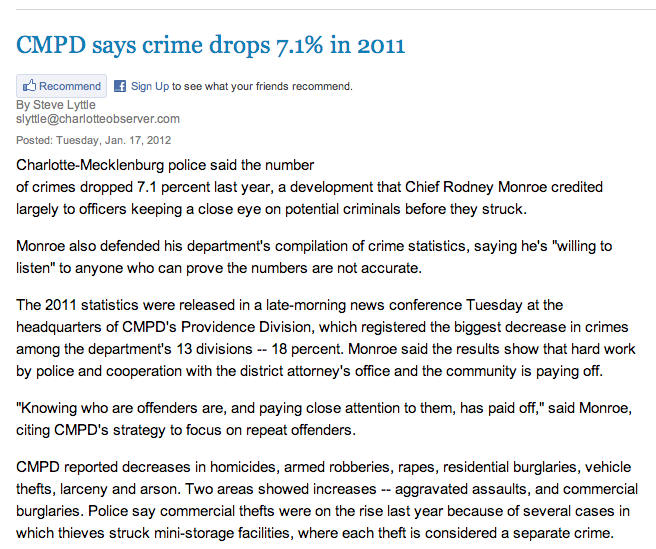 CMPD says crime drops 7.1% in 2011
Recommend Sign Up to see what your friends recommend.
By Steve Lyttle
slyttle@charlotteobserver.com
Posted: Tuesday, Jan. 17, 2012
Charlotte-Mecklenburg police said the number
of crimes dropped 7.1 percent last year, a development that Chief Rodney Monroe credited
largely to officers keeping a close eye on potential criminals before they struck.
Monroe also defended his department's compilation of crime statistics, saying he's "willing to
listen" to anyone who can prove the numbers are not accurate.
The 2011 statistics were released in a late-morning news conference Tuesday at the
headquarters of CMPD's Providence Division, which registered the biggest decrease in crimes
among the department's 13 divisions -- 18 percent. Monroe said the results show that hard work
by police and cooperation with the district attorney's office and the community is paying off.
"Knowing who are offenders are, and paying close attention to them, has paid off," said Monroe,
citing CMPD's strategy to focus on repeat offenders.
CMPD reported decreases in homicides, armed robberies, rapes, residential burglaries, vehicle
thefts, larceny and arson. Two areas showed increases -- aggravated assaults, and commercial
burglaries. Police say commercial thefts were on the rise last year because of several cases in
which thieves struck mini-storage facilities, where each theft is considered a separate crime.